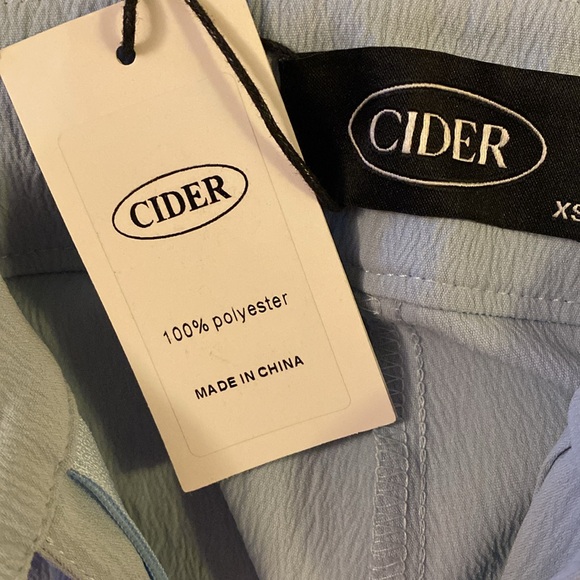 CIDER
100% polyester
MADE IN CHINA
CIDER
XS